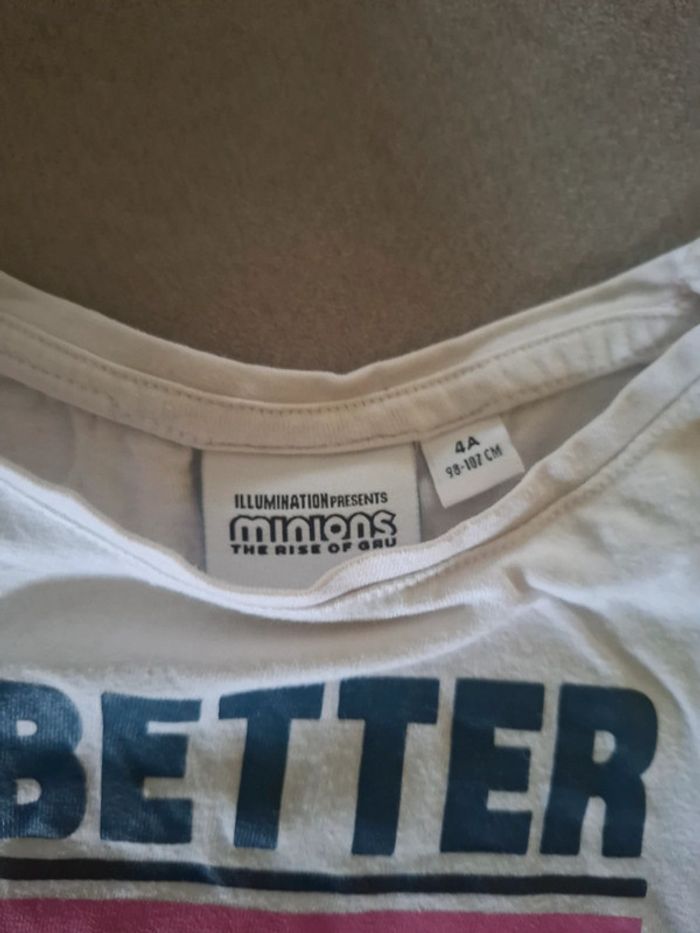 4A
98-107 CM
ILLUMINATION PRESENTS
minions
THE RISE OF GRU
BETTER